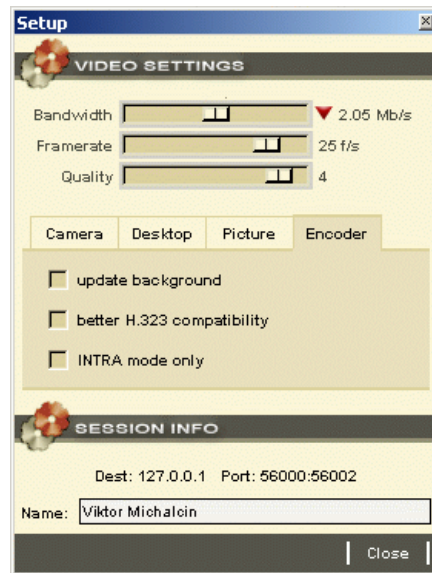 Setup
VIDEO SETTINGS
Bandwidth 2.05 Mb/s
Framerate 25 f/s
Quality 4
Camera Desktop Picture Encoder
update background
better H.323 compatibility
INTRA mode only
SESSION INFO
Dest: 127.0.0.1 Port: 56000:56002
Name: Viktor Michalcin
Close